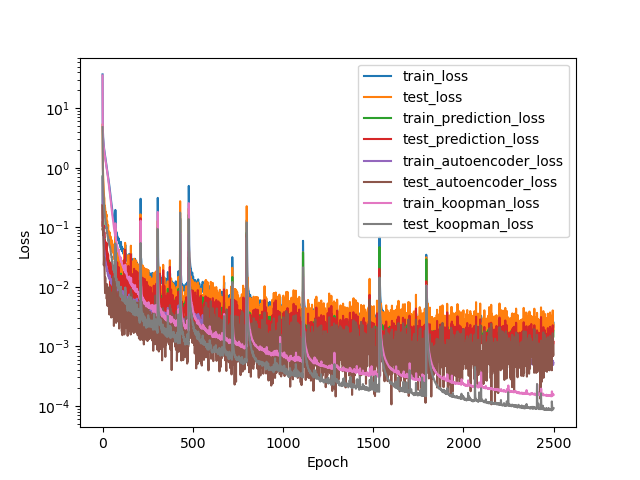 train_loss
test_loss
train_prediction_loss
test_prediction_loss
train_autoencoder_loss
test_autoencoder_loss
train_koopman_loss
test_koopman_loss
10^1
10^0
10^-1
10^-2
10^-3
10^-4
Loss
0 500 1000 1500 2000 2500
Epoch